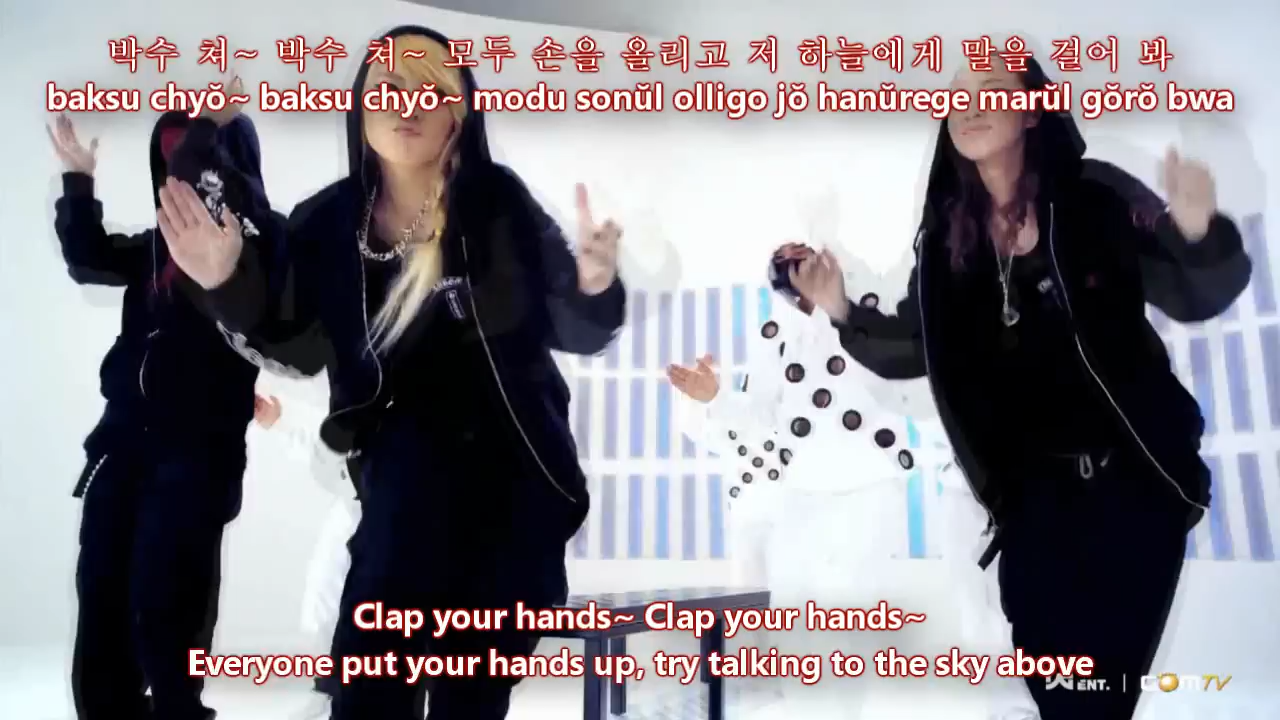 박수 쳐~ 박수 쳐~ 모두 손을 올리고 저 하늘에게 말을 걸어 봐
baksu chyŏ~ baksu chyŏ~ modu sonŭl olligo jŏ hanŭrege marŭl gŏrŏ bwa
Clap your hands~ Clap your hands~
Everyone put your hands up, try talking to the sky above
YG ENT. | GOMTV